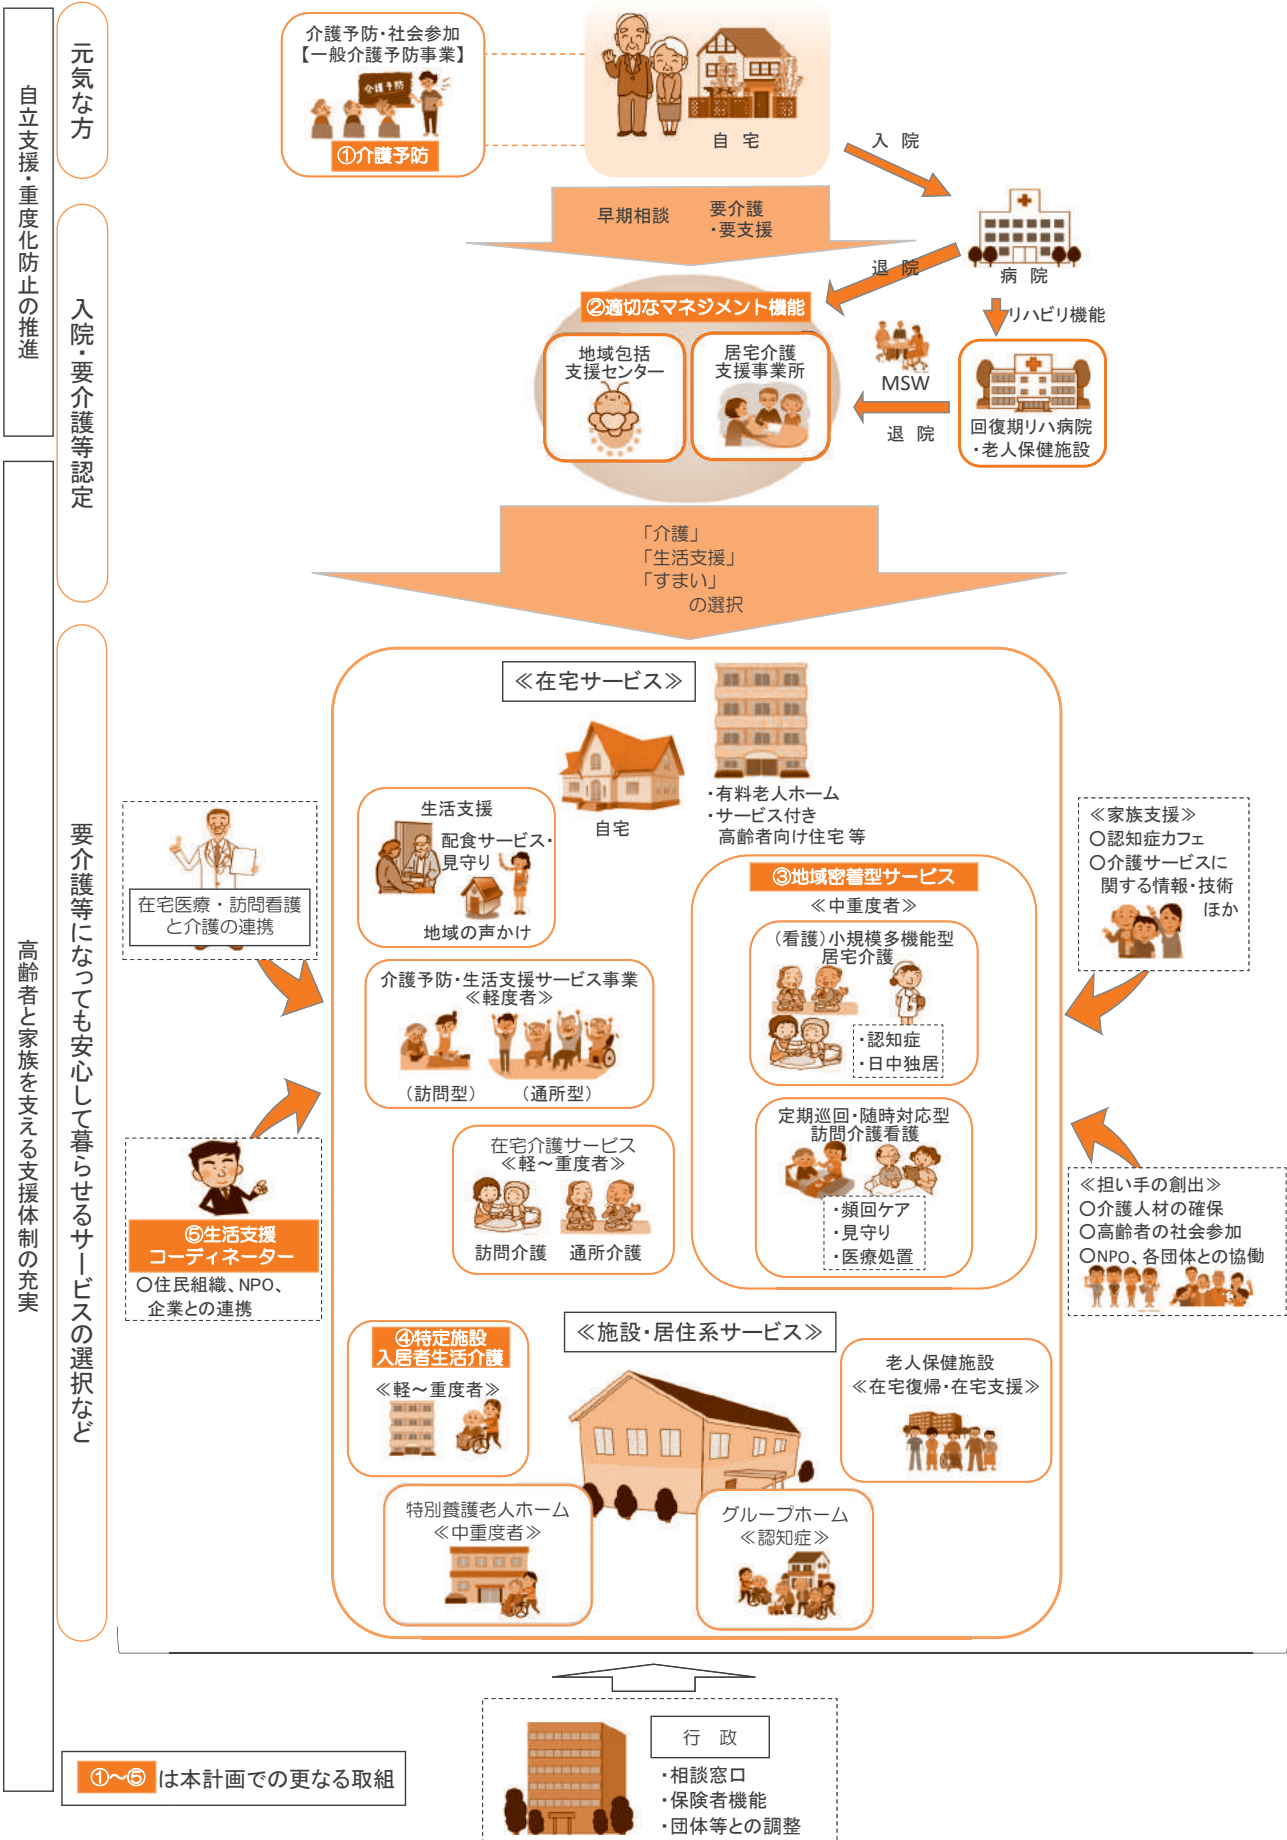 自立支援・重度化防止の推進
高齢者と家族を支える支援体制の充実
元気な方
入院・要介護等認定
要介護等になっても安心して暮らせるサービスの選択など
介護予防・社会参加
【一般介護予防事業】
介護予防
①介護予防
自 宅
入 院
早期相談
要介護
・要支援
病 院
退 院
リハビリ機能
②適切なマネジメント機能
地域包括
支援センター
居宅介護
支援事業所
MSW
退 院
回復期リハ病院
・老人保健施設
「介護」
「生活支援」
「すまい」
の選択
≪在宅サービス≫
自宅
・有料老人ホーム
・サービス付き
高齢者向け住宅 等
生活支援
配食サービス・
見守り
地域の声かけ
介護予防・生活支援サービス事業
≪軽度者≫
（訪問型）
（通所型）
在宅介護サービス
≪軽～重度者≫
訪問介護
通所介護
③地域密着型サービス
≪中重度者≫
（看護）小規模多機能型
居宅介護
・認知症
・日中独居
定期巡回・随時対応型
訪問介護看護
・頻回ケア
・見守り
・医療処置
在宅医療・訪問看護
と介護の連携
⑤生活支援
コーディネーター
○住民組織、NPO、
企業との連携
≪家族支援≫
○認知症カフェ
○介護サービスに
関する情報・技術
ほか
≪担い手の創出≫
○介護人材の確保
○高齢者の社会参加
○NPO、各団体との協働
≪施設・居住系サービス≫
④特定施設
入居者生活介護
≪軽～重度者≫
老人保健施設
≪在宅復帰・在宅支援≫
特別養護老人ホーム
≪中重度者≫
グループホーム
≪認知症≫
行 政
・相談窓口
・保険者機能
・団体等との調整
①～⑤は本計画での更なる取組